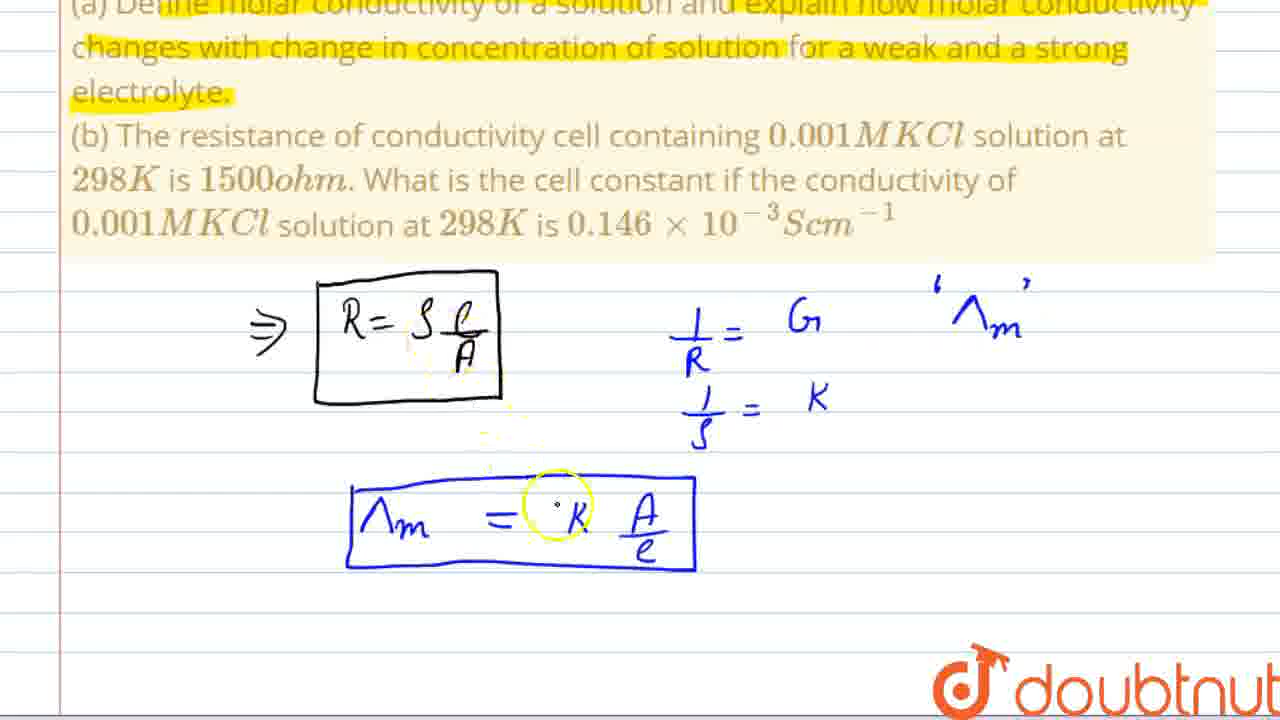 (a) Define molar conductivity of a solution and explain how molar conductivity
changes with change in concentration of solution for a weak and a strong
electrolyte.
(b) The resistance of conductivity cell containing 0.001MKCl solution at
298K is 1500ohm. What is the cell constant if the conductivity of
0.001MKCl solution at 298K is 0.146 × 10⁻³Scm⁻¹
⇒ R = ρ l/A
1/R = G
' Λm '
1/ρ = K
Λm = K A/l
doubtnut